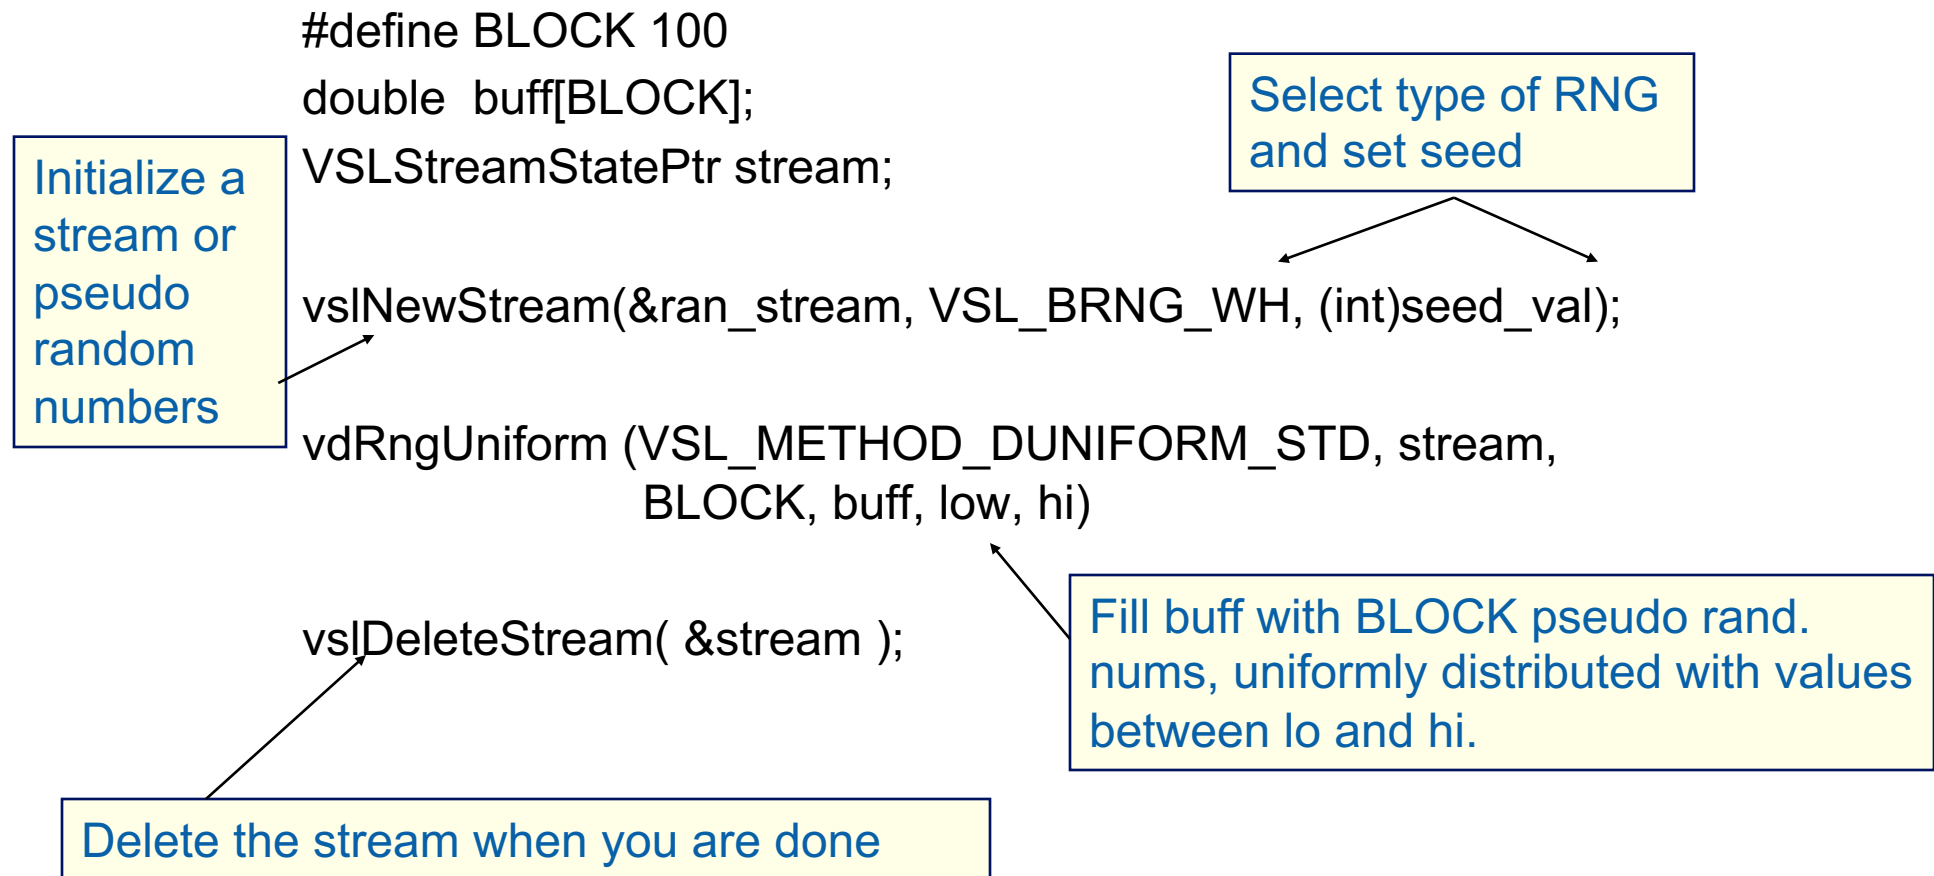 #define BLOCK 100
double buff[BLOCK];
VSLStreamStatePtr stream;
Select type of RNG
and set seed
Initialize a
stream or
pseudo
random
numbers
vslNewStream(&ran_stream, VSL_BRNG_WH, (int)seed_val);
vdRngUniform (VSL_METHOD_DUNIFORM_STD, stream,
BLOCK, buff, low, hi)
Fill buff with BLOCK pseudo rand.
nums, uniformly distributed with values
between lo and hi.
vslDeleteStream( &stream );
Delete the stream when you are done